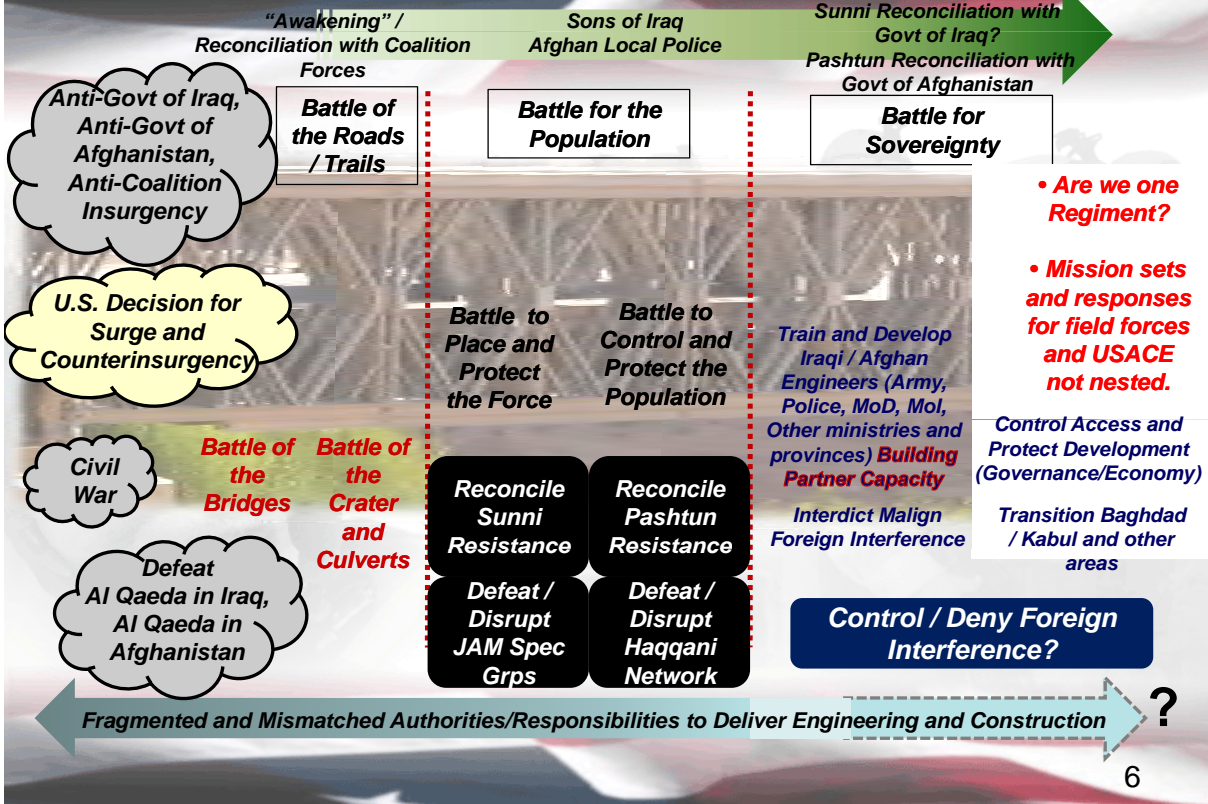 “Awakening” /
Reconciliation with Coalition
Forces
Sons of Iraq
Afghan Local Police
Sunni Reconciliation with
Govt of Iraq?
Pashtun Reconciliation with
Govt of Afghanistan
Anti-Govt of Iraq,
Anti-Govt of
Afghanistan,
Anti-Coalition
Insurgency
Battle of
the Roads
/ Trails
Battle for the
Population
Battle for
Sovereignty
• Are we one
Regiment?
• Mission sets
and responses
for field forces
and USACE
not nested.
U.S. Decision for
Surge and
Counterinsurgency
Battle to
Place and
Protect
the Force
Battle to
Control and
Protect the
Population
Train and Develop
Iraqi / Afghan
Engineers (Army,
Police, MoD, MoI,
Other ministries and
provinces) Building
Partner Capacity
Control Access and
Protect Development
(Governance/Economy)
Civil
War
Battle of
the
Bridges
Battle of
the
Crater
and
Culverts
Reconcile
Sunni
Resistance
Reconcile
Pashtun
Resistance
Interdict Malign
Foreign Interference
Transition Baghdad
/ Kabul and other
areas
Defeat
Al Qaeda in Iraq,
Al Qaeda in
Afghanistan
Defeat /
Disrupt
JAM Spec
Grps
Defeat /
Disrupt
Haqqani
Network
Control / Deny Foreign
Interference?
Fragmented and Mismatched Authorities/Responsibilities to Deliver Engineering and Construction
?
6